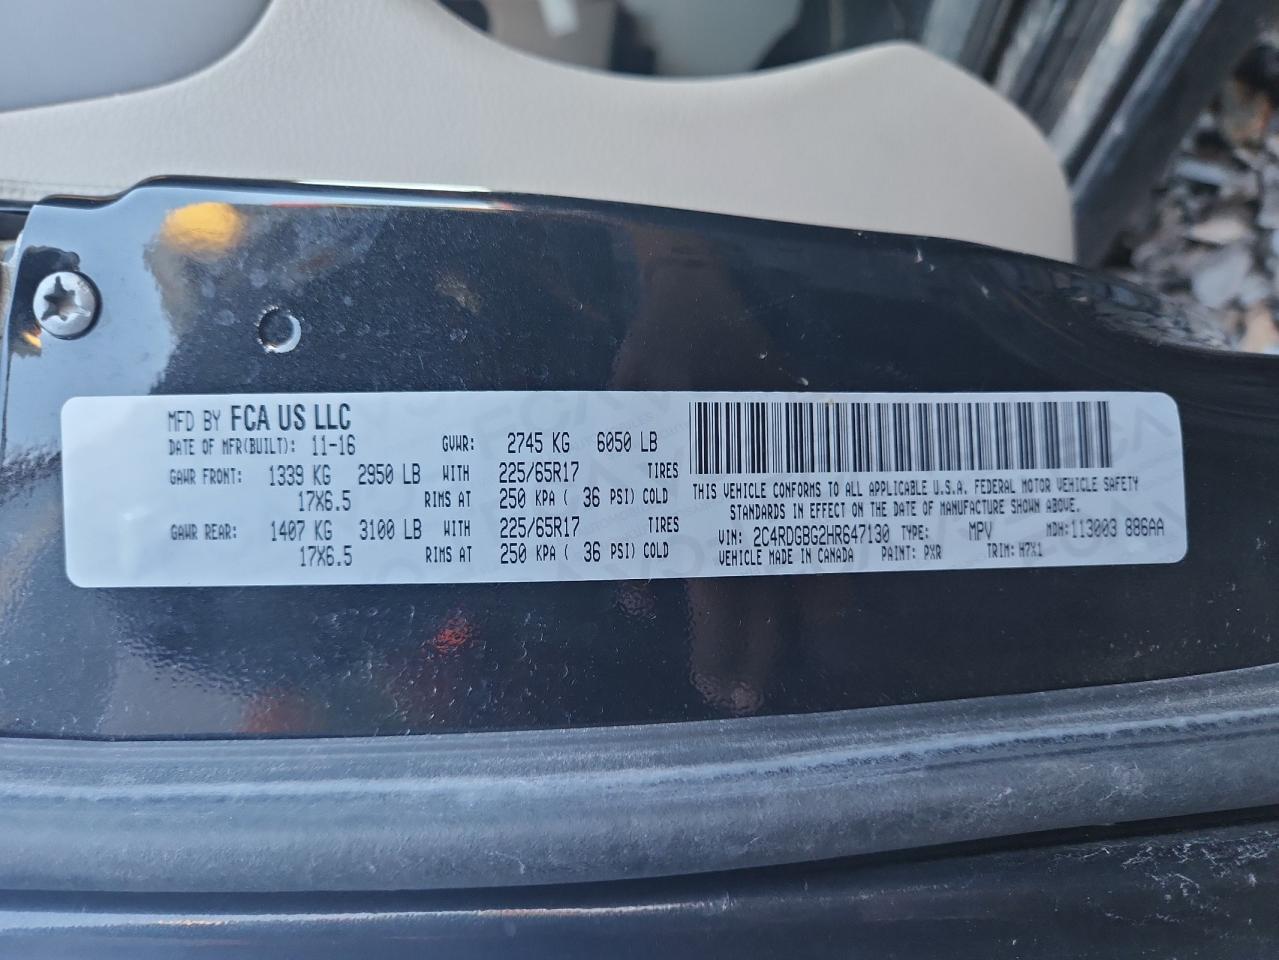 MFD BY FCA US LLC
DATE OF MFR(BUILT): 11-16 GVWR: 2745 KG 6050 LB
GAWR FRONT: 1339 KG 2950 LB WITH 225/65R17 TIRES
17X6.5 RIMS AT 250 KPA ( 36 PSI) COLD
GAWR REAR: 1407 KG 3100 LB WITH 225/65R17 TIRES
17X6.5 RIMS AT 250 KPA ( 36 PSI) COLD
THIS VEHICLE CONFORMS TO ALL APPLICABLE U.S.A. FEDERAL MOTOR VEHICLE SAFETY
STANDARDS IN EFFECT ON THE DATE OF MANUFACTURE SHOWN ABOVE.
VIN: 2C4RDGBG2HR647130 TYPE: MPV MDH:113003 886AA
VEHICLE MADE IN CANADA PAINT: PXR TRIM: H7X1